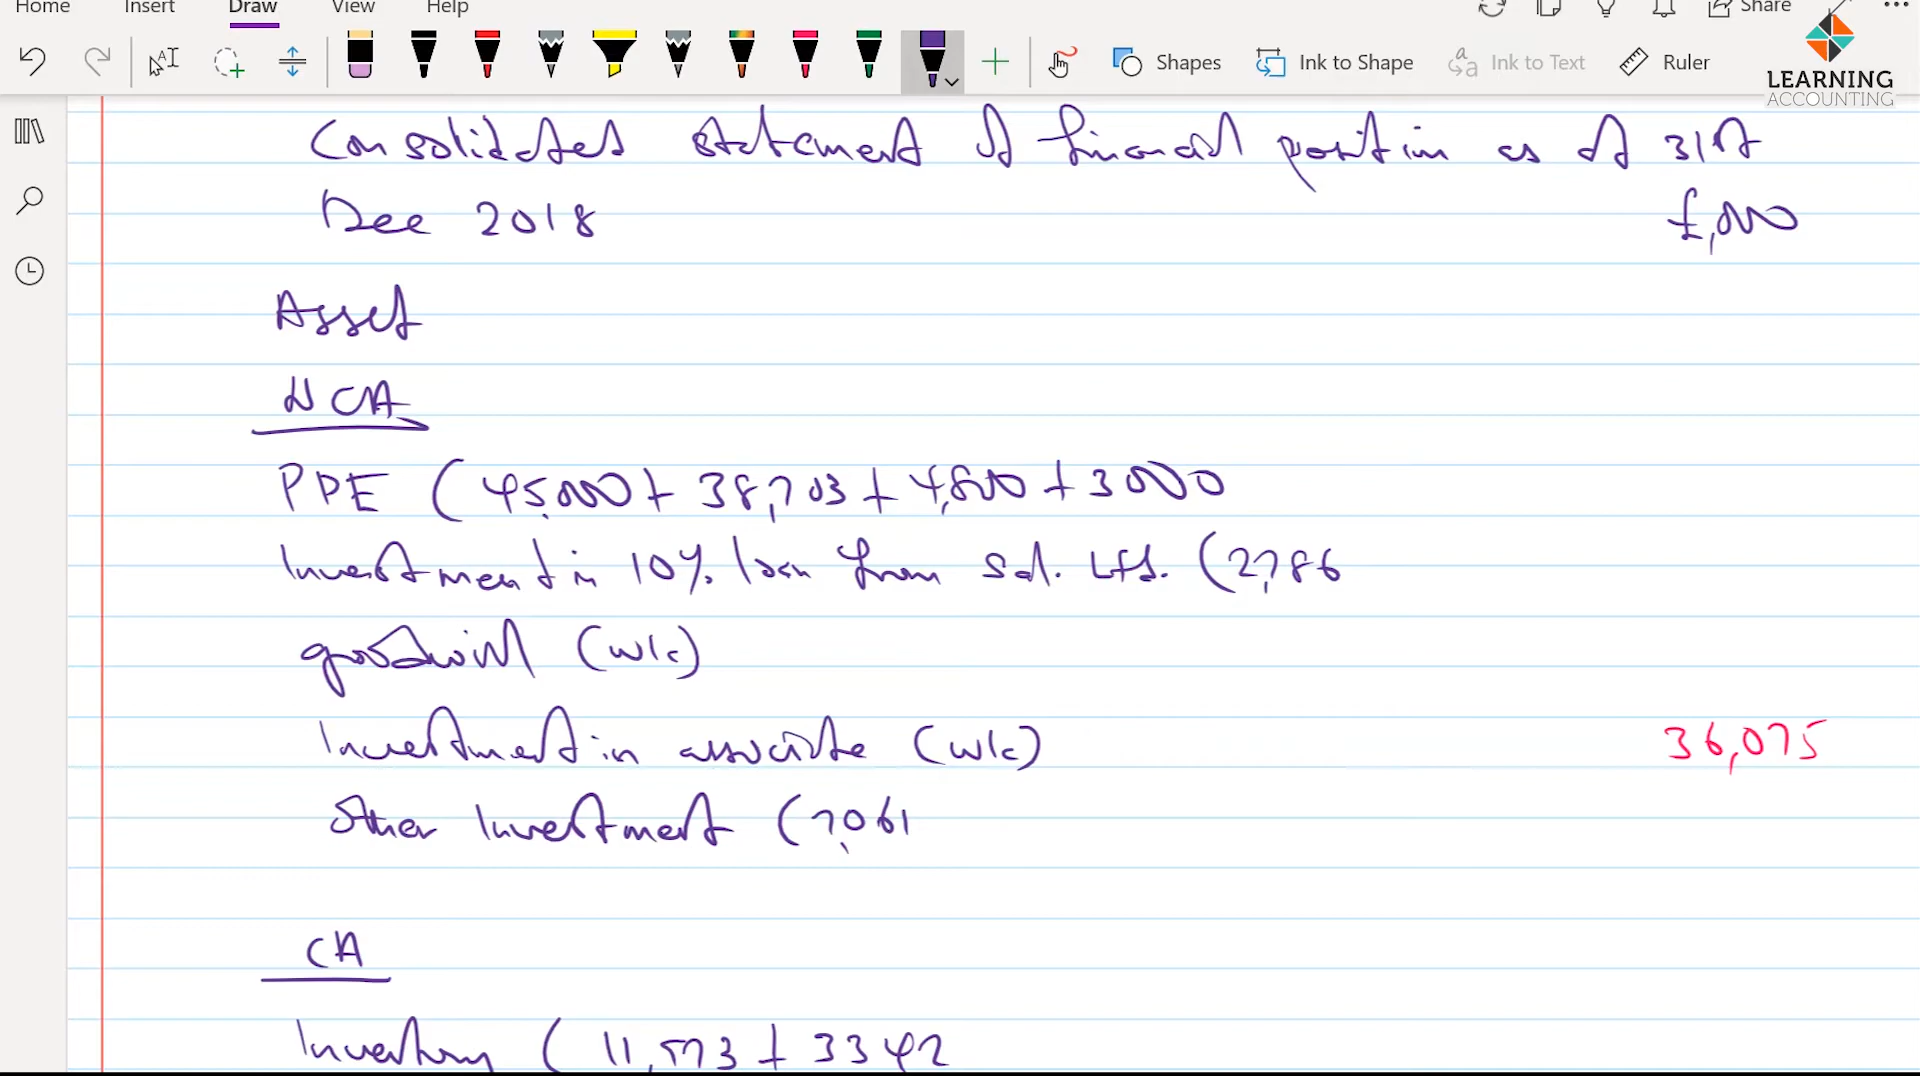 Home Insert Draw View Help Share
Shapes Ink to Shape Ink to Text Ruler
LEARNING
ACCOUNTING
Consolidated statement of financial position as at 31st
Dec 2018 £,000
Asset
NCA
PPE (45,000 + 38,703 + 4,800 + 3000
Investment in 10% loan from Sol. Ltd. (2,786
goodwill (w/c)
Investment in associate (w/c) 36,075
other Investment (7,061
CA
Inventory ( 11,573 + 3342